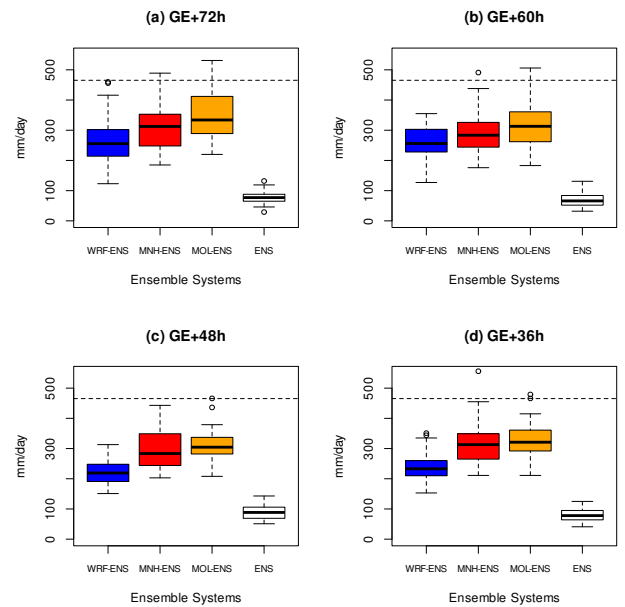 (a) GE+72h
mm/day
500
300
100
0
WRF-ENS MNH-ENS MOL-ENS ENS
Ensemble Systems
(b) GE+60h
mm/day
500
300
100
0
WRF-ENS MNH-ENS MOL-ENS ENS
Ensemble Systems
(c) GE+48h
mm/day
500
300
100
0
WRF-ENS MNH-ENS MOL-ENS ENS
Ensemble Systems
(d) GE+36h
mm/day
500
300
100
0
WRF-ENS MNH-ENS MOL-ENS ENS
Ensemble Systems